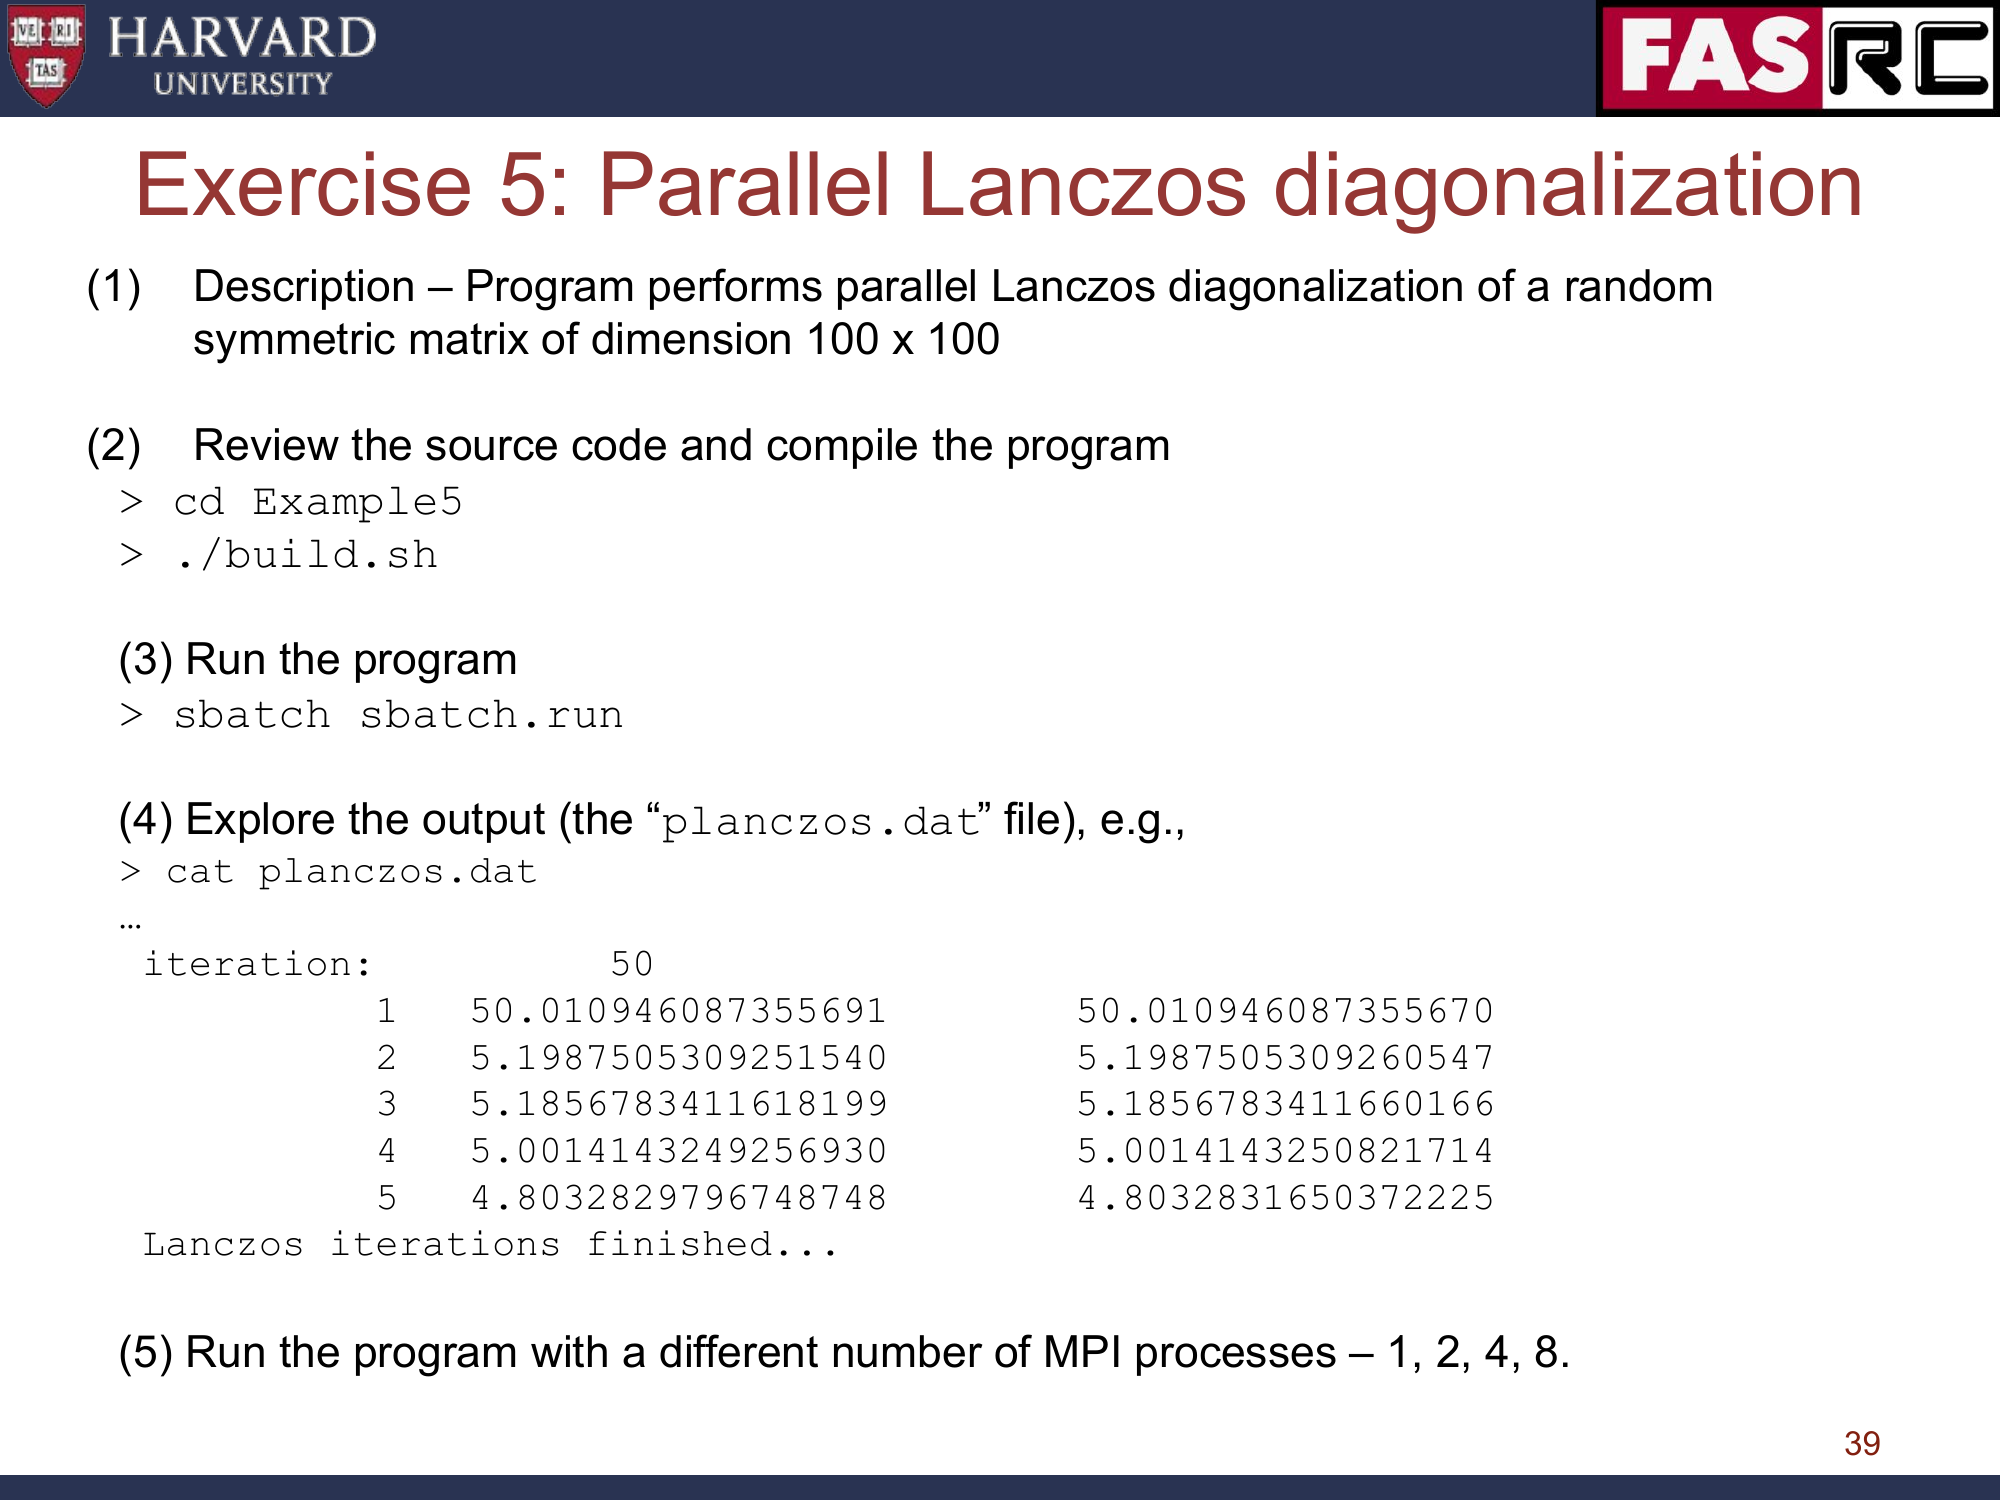 VE RI
TAS
HARVARD
UNIVERSITY
FAS RC
Exercise 5: Parallel Lanczos diagonalization
(1) Description – Program performs parallel Lanczos diagonalization of a random
symmetric matrix of dimension 100 x 100
(2) Review the source code and compile the program
> cd Example5
> ./build.sh
(3) Run the program
> sbatch sbatch.run
(4) Explore the output (the “planczos.dat” file), e.g.,
> cat planczos.dat
…
iteration: 50
1 50.010946087355691 50.010946087355670
2 5.1987505309251540 5.1987505309260547
3 5.1856783411618199 5.1856783411660166
4 5.0014143249256930 5.0014143250821714
5 4.8032829796748748 4.8032831650372225
Lanczos iterations finished...
(5) Run the program with a different number of MPI processes – 1, 2, 4, 8.
39